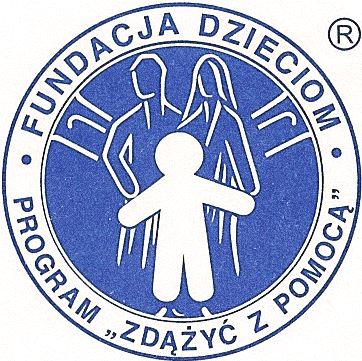 FUNDACJA DZIECIOM
PROGRAM „ZDĄŻYĆ Z POMOCĄ”
®